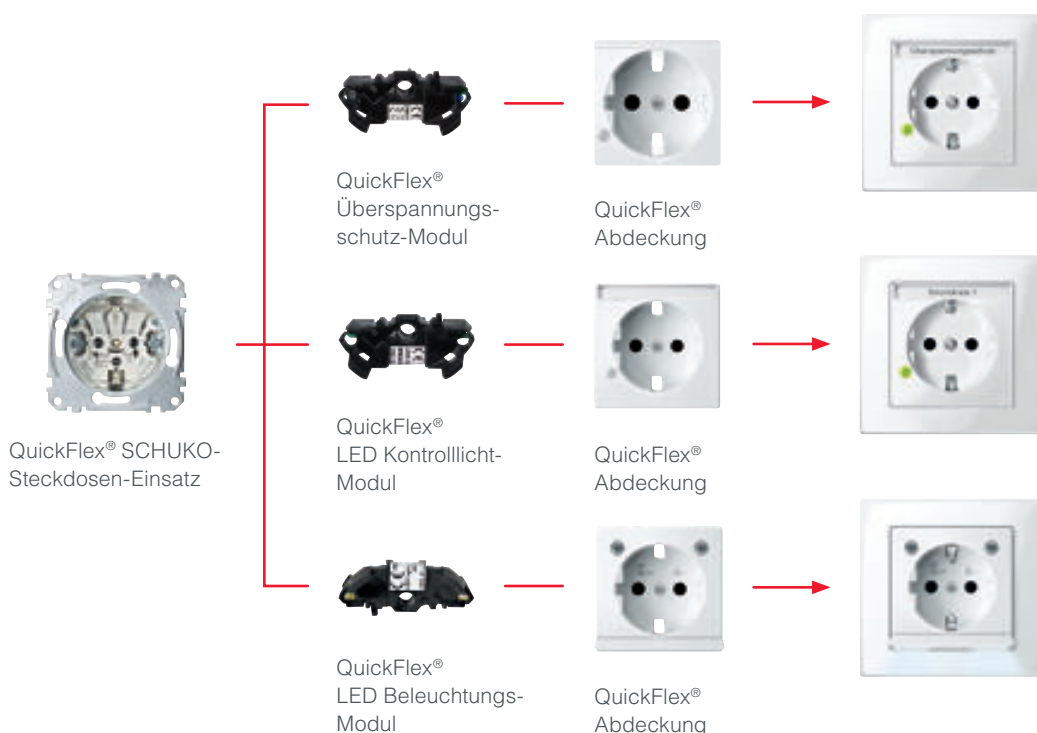 Überspannungsschutz
QuickFlex®
Überspannungs-
schutz-Modul
QuickFlex®
Abdeckung
QuickFlex® SCHUKO-
Steckdosen-Einsatz
QuickFlex®
LED Kontrolllicht-
Modul
QuickFlex®
Abdeckung
QuickFlex®
LED Beleuchtungs-
Modul
QuickFlex®
Abdeckung